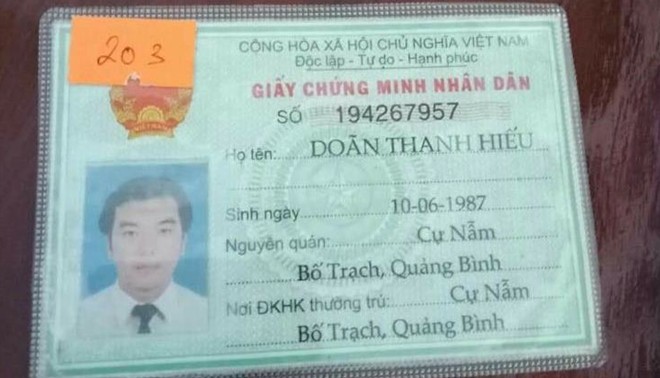 203
CỘNG HÒA XÃ HỘI CHỦ NGHĨA VIỆT NAM
Độc lập - Tự do - Hạnh phúc
GIẤY CHỨNG MINH NHÂN DÂN
SỐ 194267957
VIỆT NAM
Họ tên: DOÃN THANH HIẾU
Sinh ngày 10-06-1987
Nguyên quán: Cự Nẫm
Bố Trạch, Quảng Bình
Nơi ĐKHK thường trú: Cự Nẫm
Bố Trạch, Quảng Bình